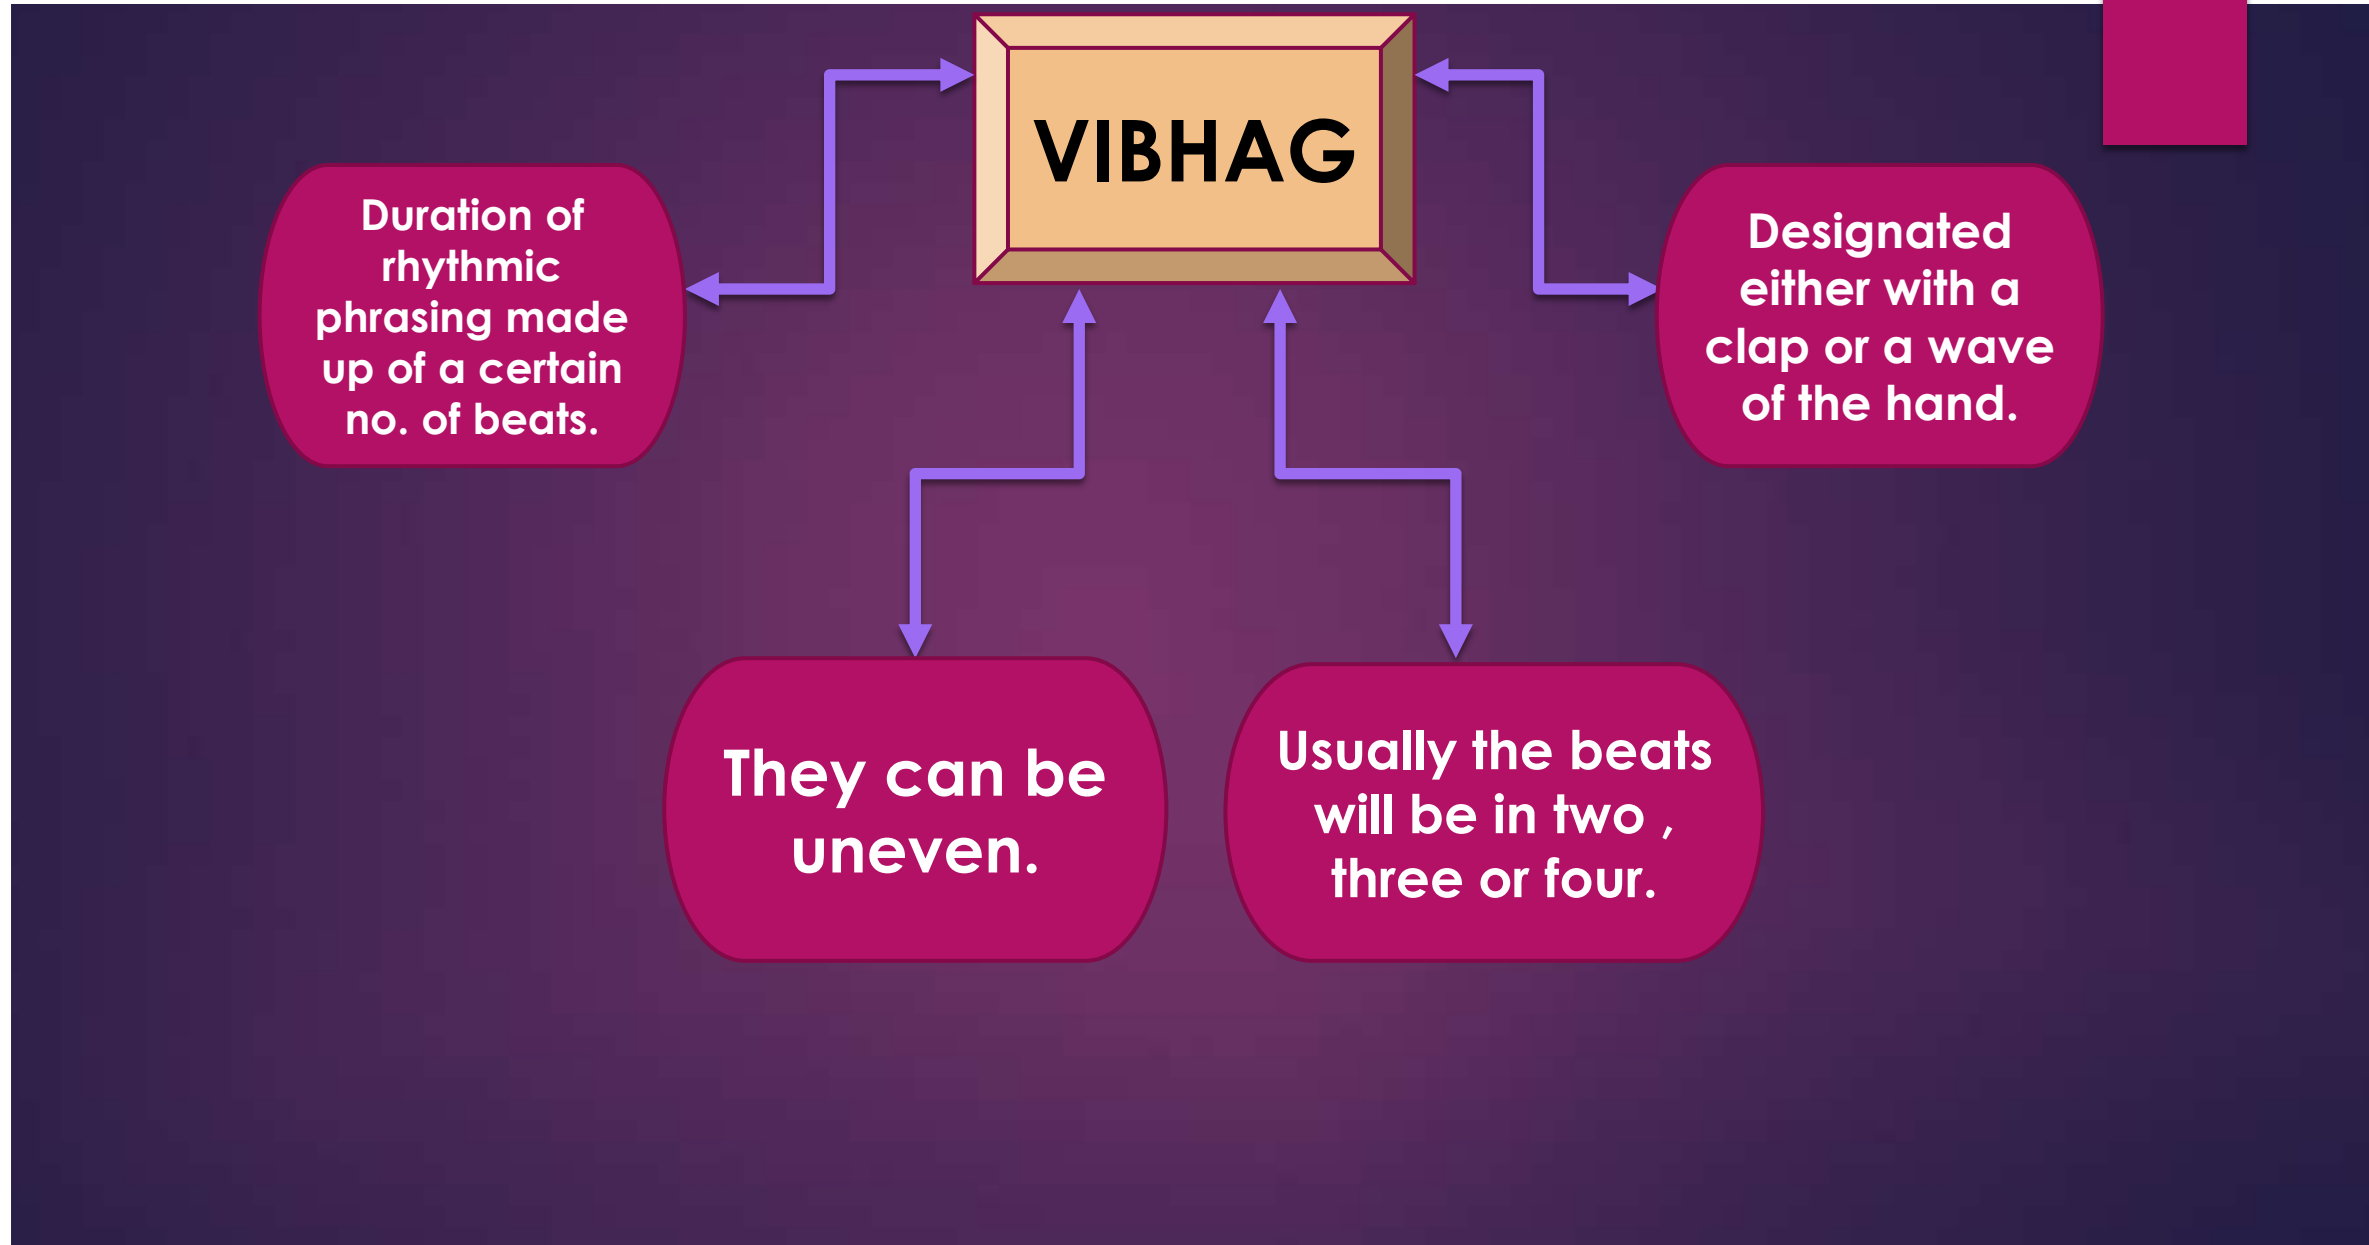 VIBHAG
Duration of
rhythmic
phrasing made
up of a certain
no. of beats.
Designated
either with a
clap or a wave
of the hand.
They can be
uneven.
Usually the beats
will be in two ,
three or four.